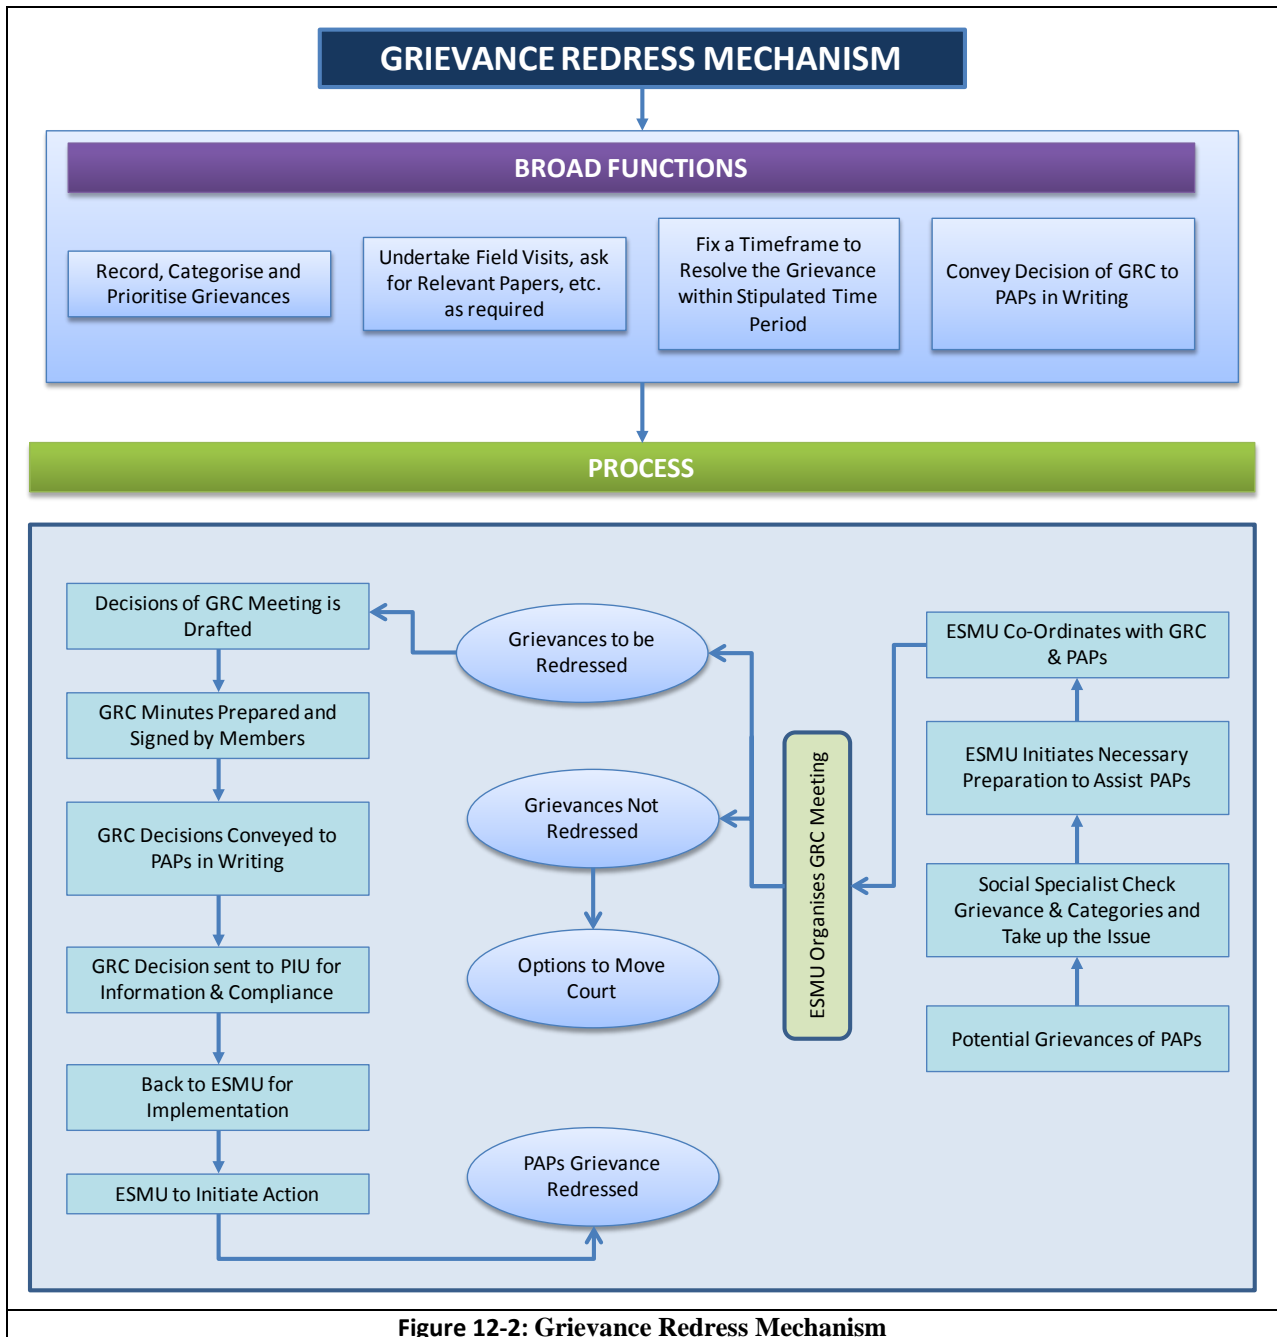 GRIEVANCE REDRESS MECHANISM
BROAD FUNCTIONS
Record, Categorise and
Prioritise Grievances
Undertake Field Visits, ask
for Relevant Papers, etc.
as required
Fix a Timeframe to
Resolve the Grievance
within Stipulated Time
Period
Convey Decision of GRC to
PAPs in Writing
PROCESS
Decisions of GRC Meeting is
Drafted
GRC Minutes Prepared and
Signed by Members
GRC Decisions Conveyed to
PAPs in Writing
GRC Decision sent to PIU for
Information & Compliance
Back to ESMU for
Implementation
ESMU to Initiate Action
Grievances to be
Redressed
Grievances Not
Redressed
Options to Move
Court
PAPs Grievance
Redressed
ESMU Organises GRC Meeting
ESMU Co-Ordinates with GRC
& PAPs
ESMU Initiates Necessary
Preparation to Assist PAPs
Social Specialist Check
Grievance & Categories and
Take up the Issue
Potential Grievances of PAPs
Figure 12-2: Grievance Redress Mechanism